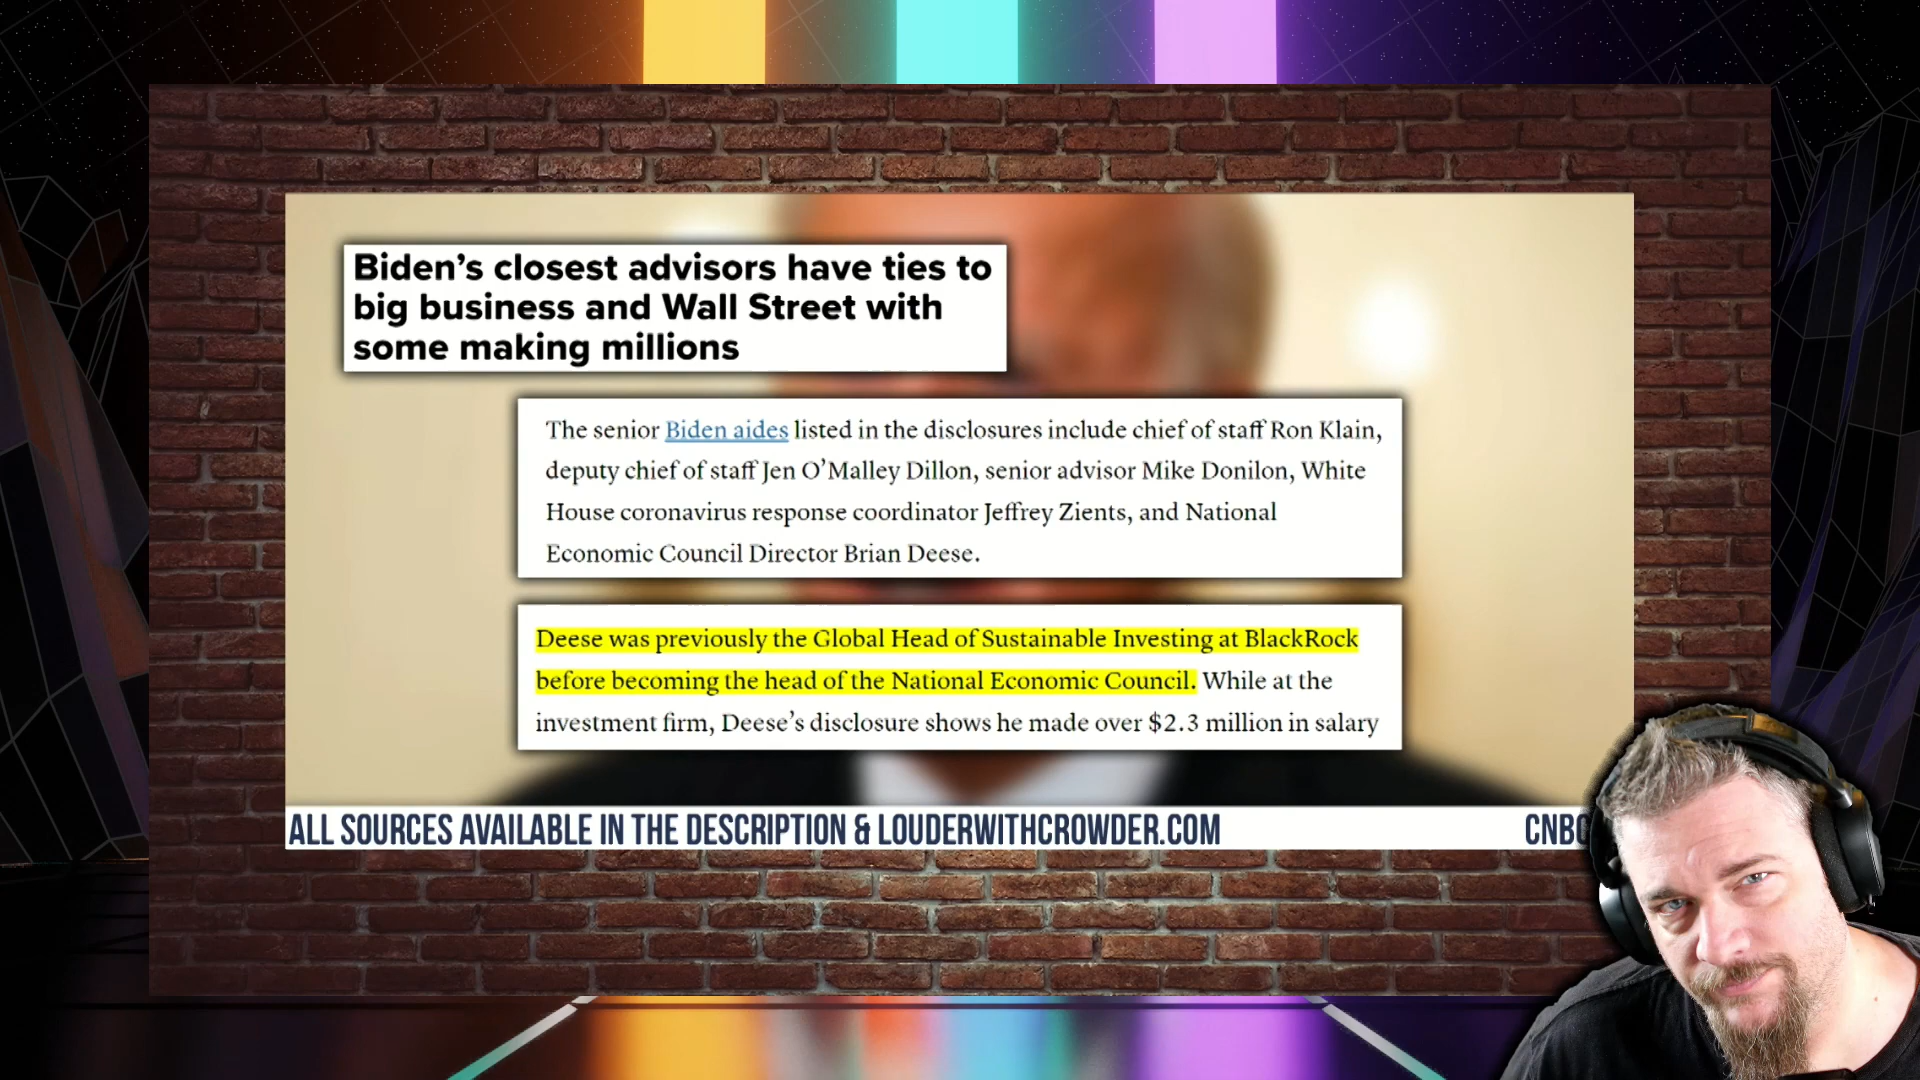 Biden’s closest advisors have ties to
big business and Wall Street with
some making millions
The senior Biden aides listed in the disclosures include chief of staff Ron Klain,
deputy chief of staff Jen O’Malley Dillon, senior advisor Mike Donilon, White
House coronavirus response coordinator Jeffrey Zients, and National
Economic Council Director Brian Deese.
Deese was previously the Global Head of Sustainable Investing at BlackRock
before becoming the head of the National Economic Council. While at the
investment firm, Deese’s disclosure shows he made over $2.3 million in salary
ALL SOURCES AVAILABLE IN THE DESCRIPTION & LOUDERWITHCROWDER.COM
CNBC